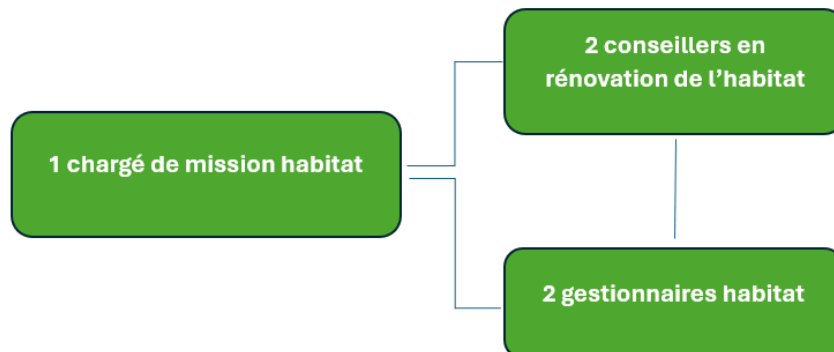 2 conseillers en
rénovation de l’habitat
1 chargé de mission habitat
2 gestionnaires habitat